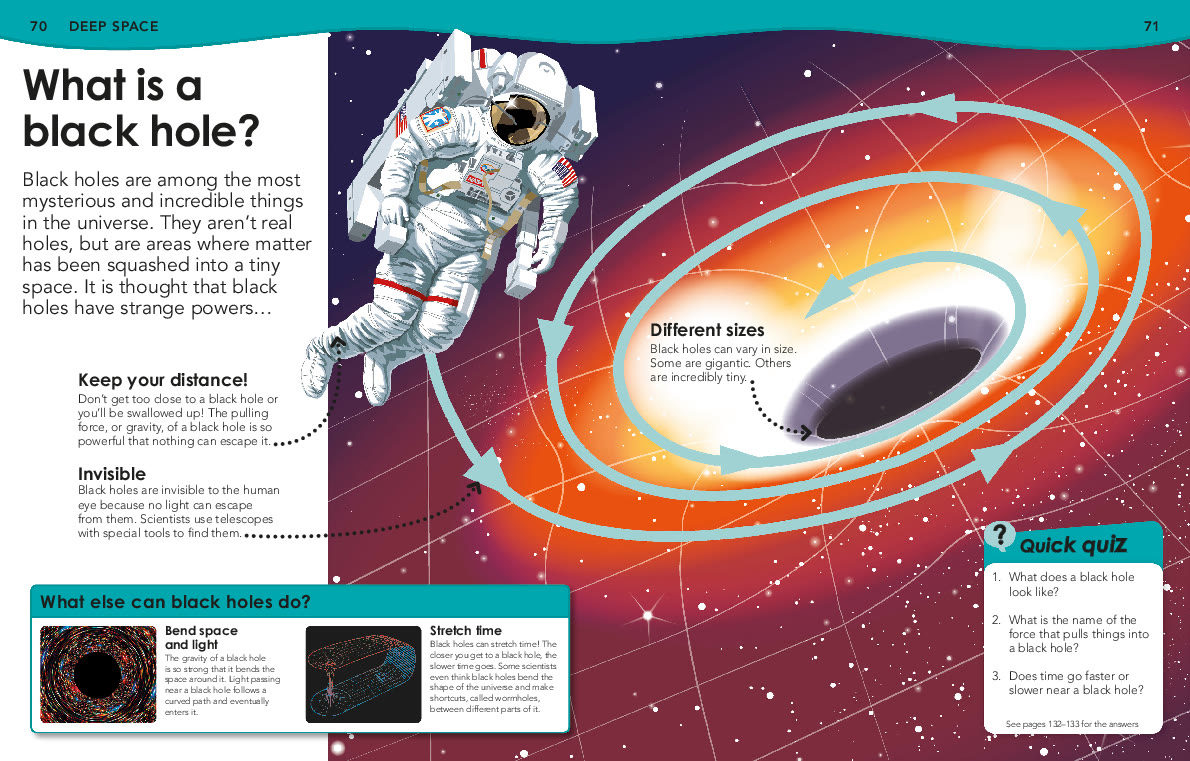 70 DEEP SPACE
71
What is a
black hole?
Black holes are among the most
mysterious and incredible things
in the universe. They aren't real
holes, but are areas where matter
has been squashed into a tiny
space. It is thought that black
holes have strange powers…
Keep your distance!
Don't get too close to a black hole or
you'll be swallowed up! The pulling
force, or gravity, of a black hole is so
powerful that nothing can escape it.
Invisible
Black holes are invisible to the human
eye because no light can escape
from them. Scientists use telescopes
with special tools to find them.
Different sizes
Black holes can vary in size.
Some are gigantic. Others
are incredibly tiny.
What else can black holes do?
Bend space
and light
The gravity of a black hole
is so strong that it bends the
space around it. Light passing
near a black hole follows a
curved path and eventually
enters it.
Stretch time
Black holes can stretch time! The
closer you get to a black hole, the
slower time goes. Some scientists
even think black holes bend the
shape of the universe and make
shortcuts, called wormholes,
between different parts of it.
? Quick quiz
1. What does a black hole
look like?
2. What is the name of the
force that pulls things into
a black hole?
3. Does time go faster or
slower near a black hole?
See pages 132–133 for the answers
NASA